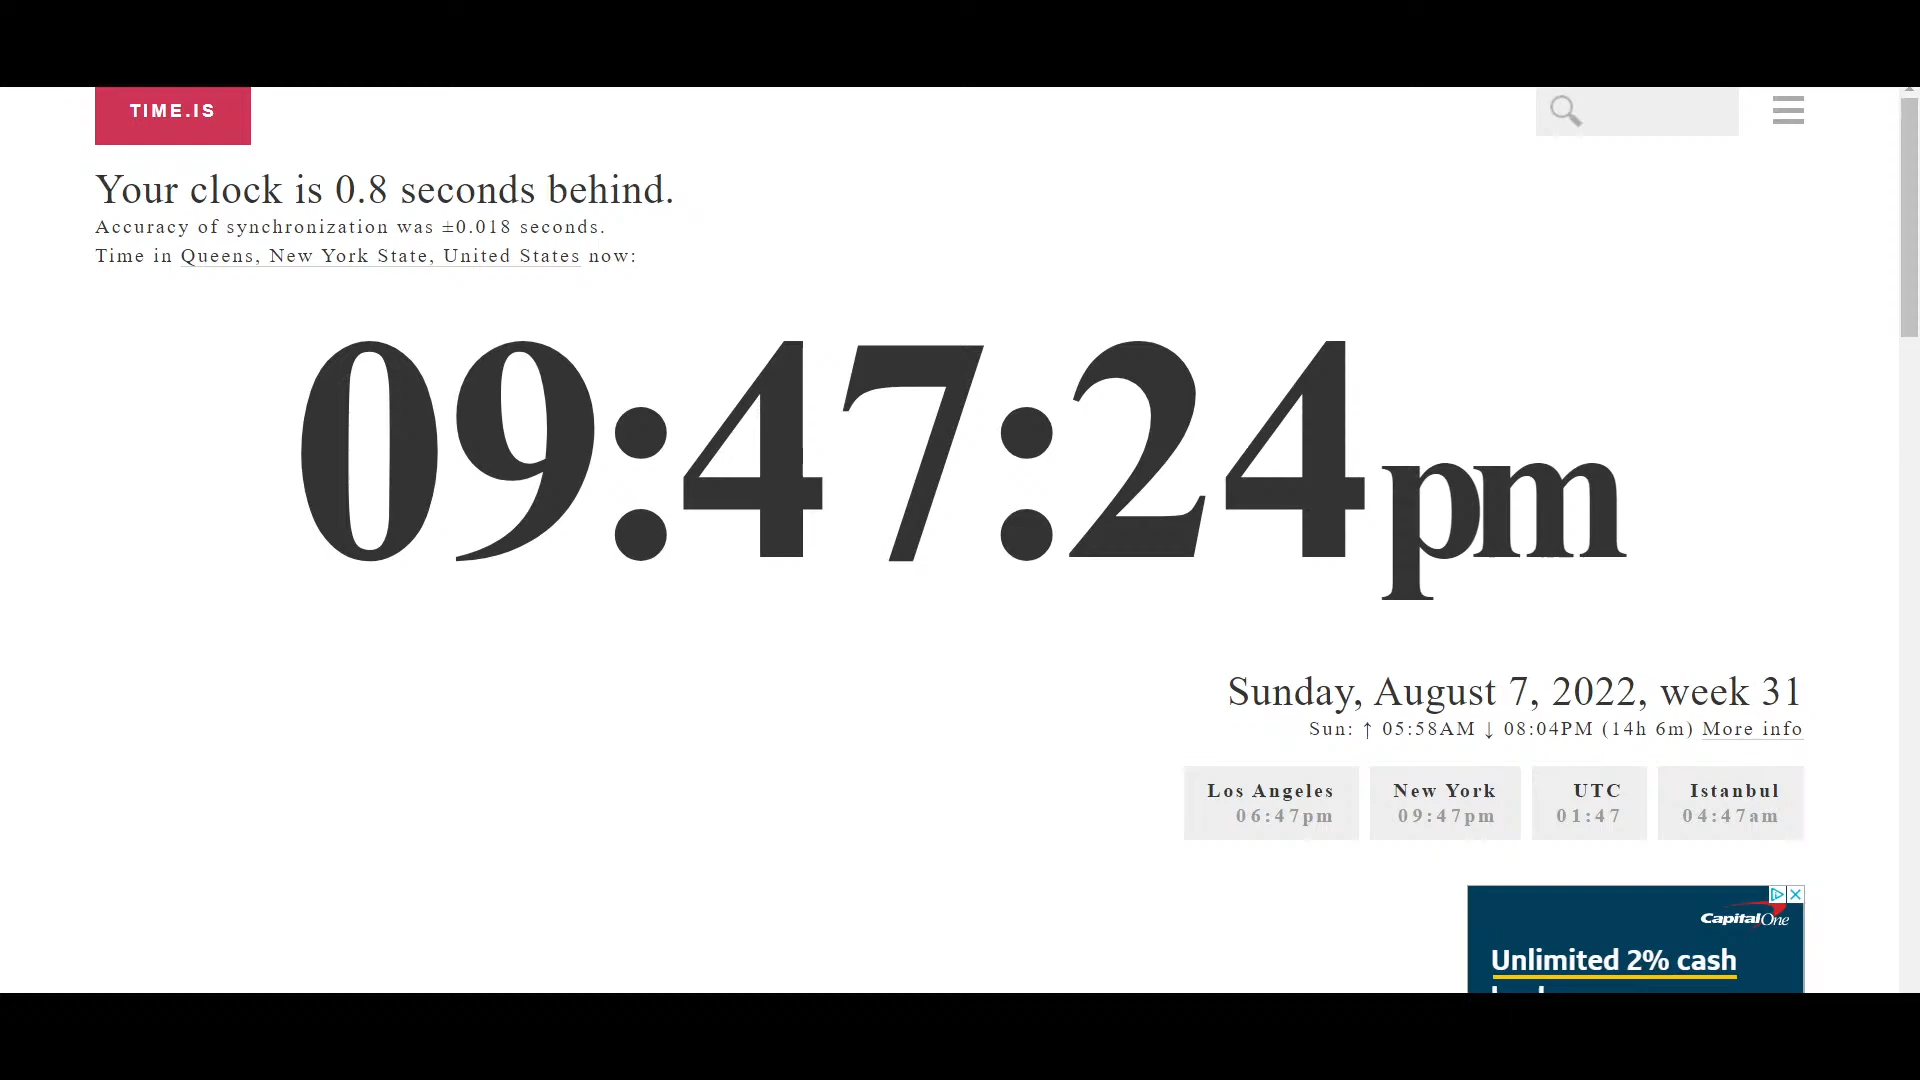 TIME.IS
Your clock is 0.8 seconds behind.
Accuracy of synchronization was ±0.018 seconds.
Time in Queens, New York State, United States now:
09:47:24pm
Sunday, August 7, 2022, week 31
Sun: ↑ 05:58AM ↓ 08:04PM (14h 6m) More info
Los Angeles
06:47pm
New York
09:47pm
UTC
01:47
Istanbul
04:47am
CapitalOne
Unlimited 2% cash